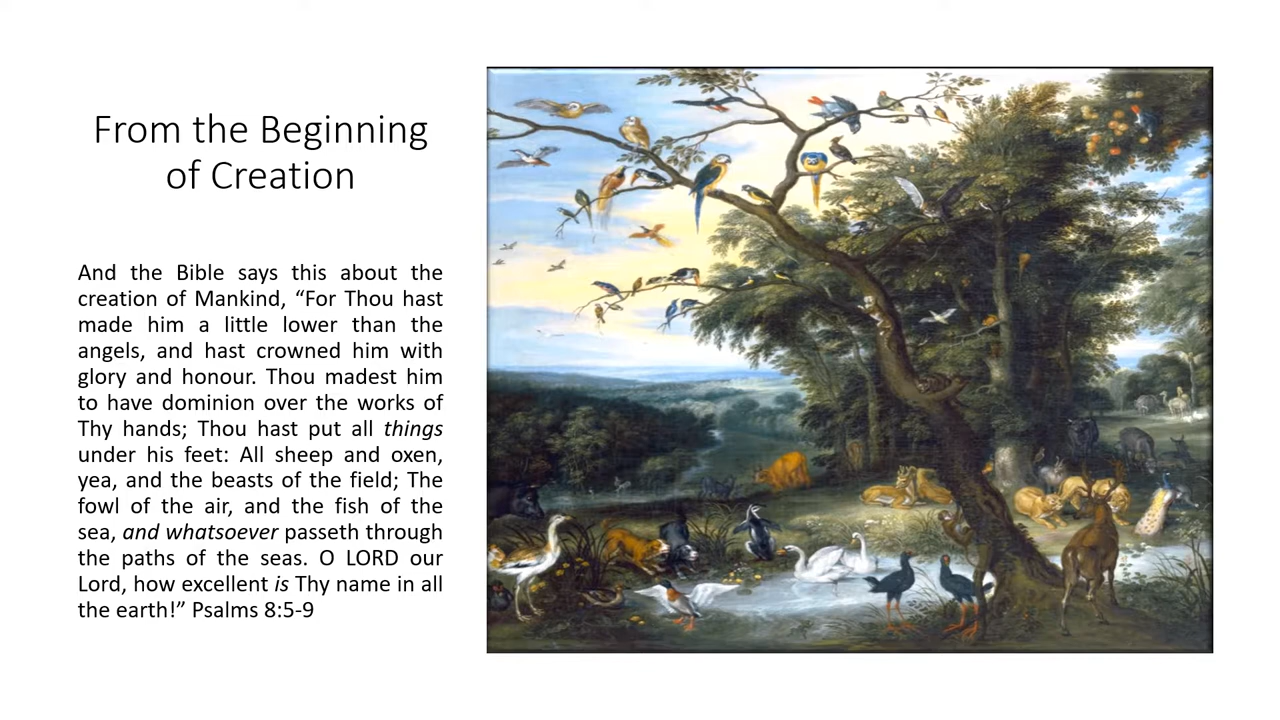 From the Beginning
of Creation
And the Bible says this about the
creation of Mankind, “For Thou hast
made him a little lower than the
angels, and hast crowned him with
glory and honour. Thou madest him
to have dominion over the works of
Thy hands; Thou hast put all things
under his feet: All sheep and oxen,
yea, and the beasts of the field; The
fowl of the air, and the fish of the
sea, and whatsoever passeth through
the paths of the seas. O LORD our
Lord, how excellent is Thy name in all
the earth!” Psalms 8:5-9